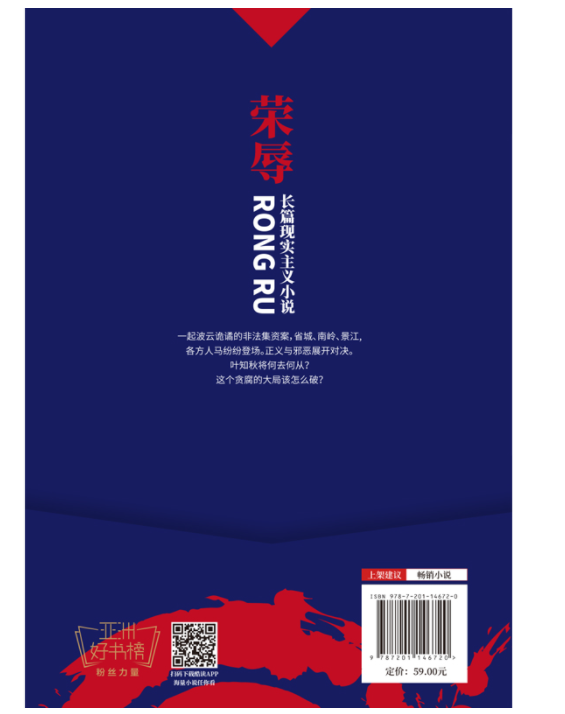 荣辱
RONG RU
长篇现实主义小说
一起波云诡谲的非法集资案,省城、南岭、景江,
各方人马纷纷登场。正义与邪恶展开对决。
叶知秋将何去何从?
这个贪腐的大局该怎么破?
上架建议 畅销小说
ISBN 978-7-201-14672-0
9 787201 146720 >
定价: 59.00元
亚洲
好书榜
粉丝力量
扫码下载酷读APP
海量小说任你看